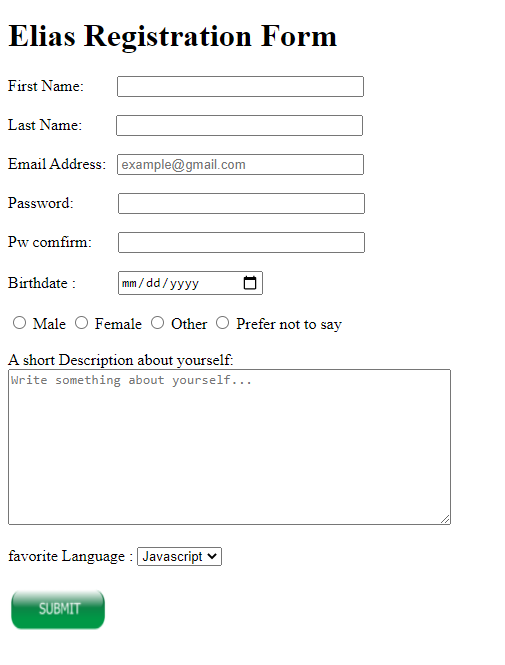 Elias Registration Form
First Name:
Last Name:
Email Address: example@gmail.com
Password:
Pw comfirm:
Birthdate : mm/dd/yyyy
Male Female Other Prefer not to say
A short Description about yourself:
Write something about yourself...
favorite Language : Javascript
SUBMIT